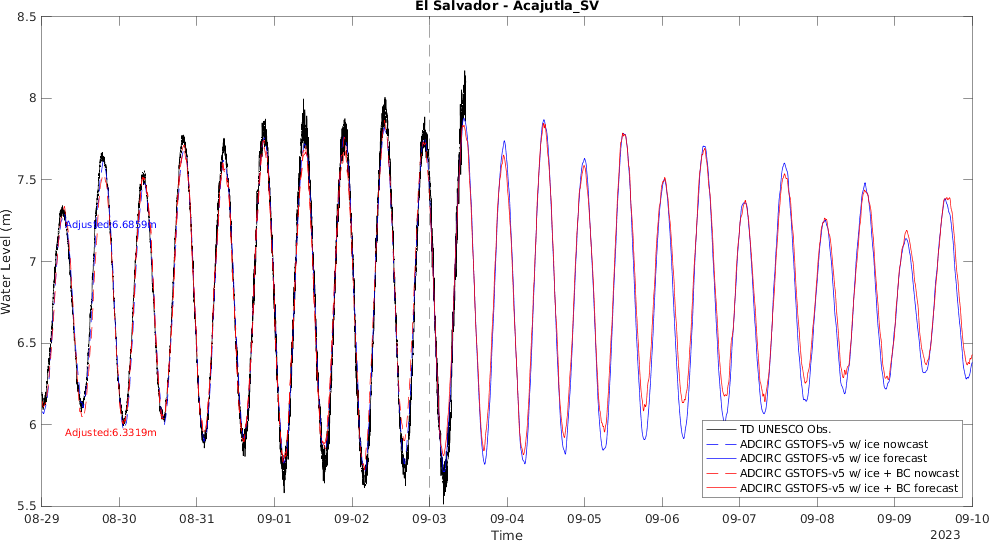 El Salvador - Acajutla_SV
8.5
8
7.5
7
6.5
6
5.5
Water Level (m)
Adjusted:6.6859m
Adjusted:6.3319m
TD UNESCO Obs.
ADCIRC GSTOFS-v5 w/ ice nowcast
ADCIRC GSTOFS-v5 w/ ice forecast
ADCIRC GSTOFS-v5 w/ ice + BC nowcast
ADCIRC GSTOFS-v5 w/ ice + BC forecast
08-29 08-30 08-31 09-01 09-02 09-03 09-04 09-05 09-06 09-07 09-08 09-09 09-10
Time
2023